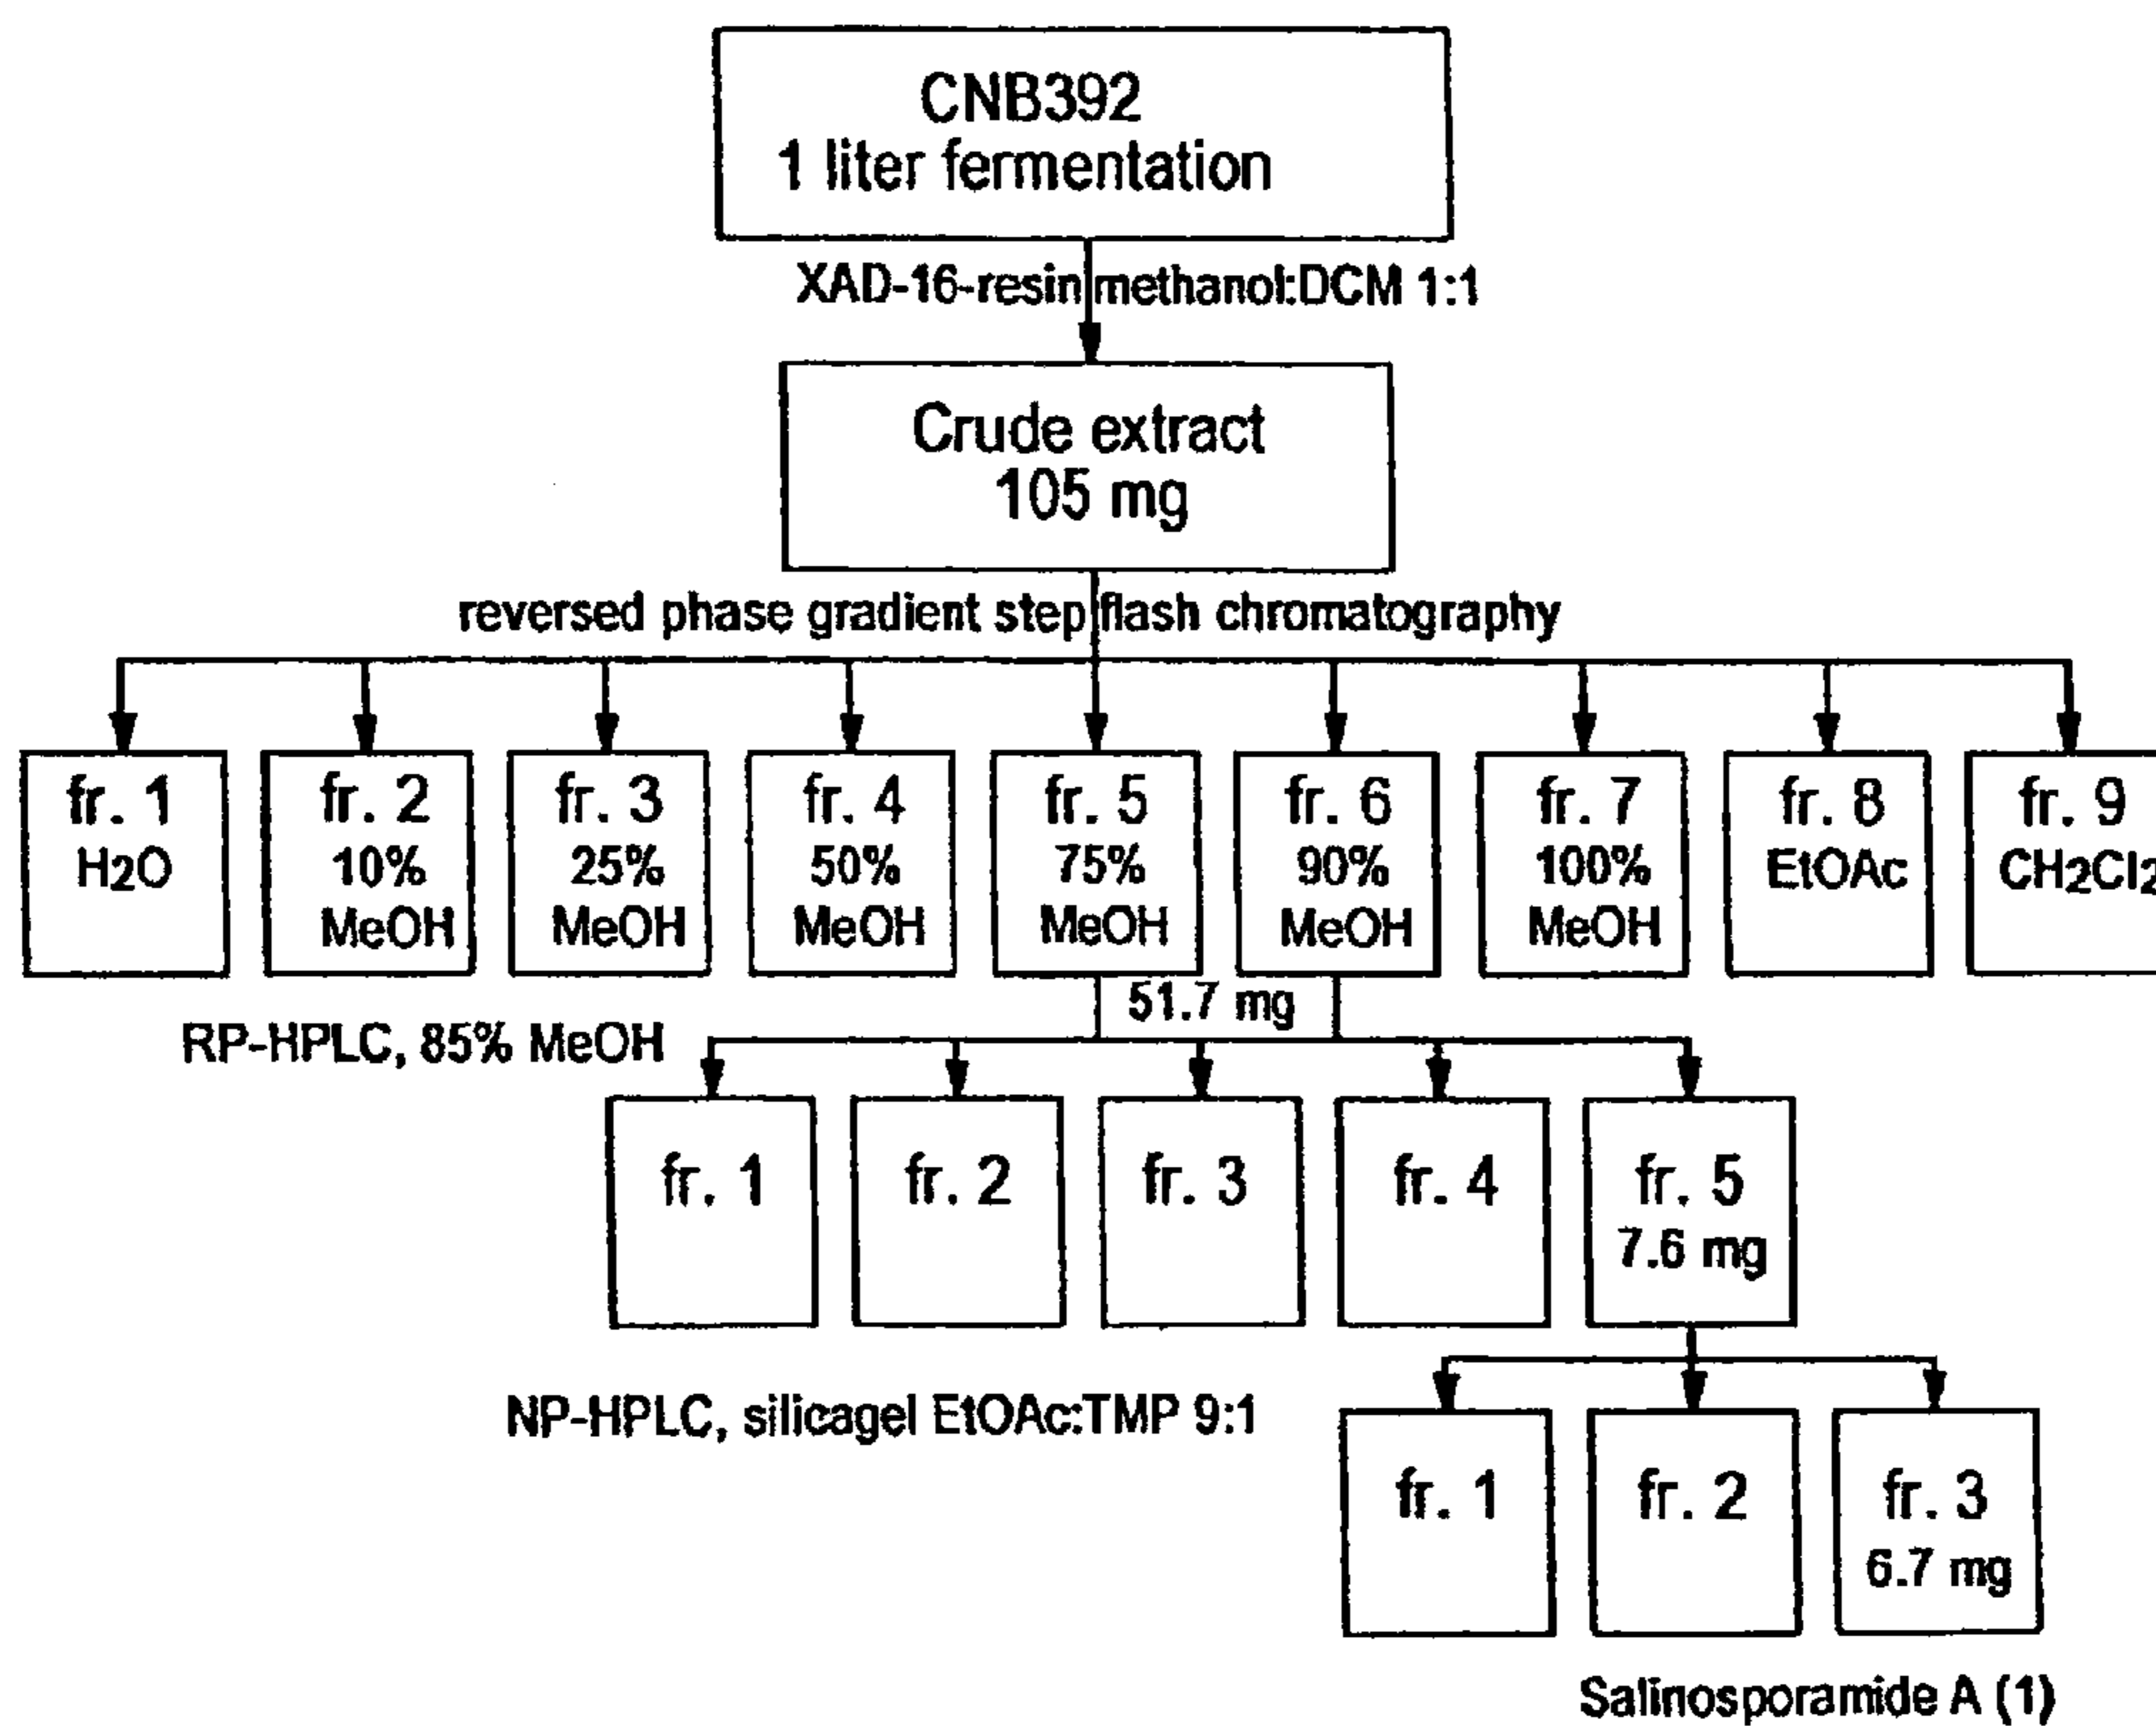 CNB392
1 liter fermentation
XAD-16-resin methanol:DCM 1:1
Crude extract
105 mg
reversed phase gradient step flash chromatography
fr. 1
H2O
fr. 2
10%
MeOH
fr. 3
25%
MeOH
fr. 4
50%
MeOH
fr. 5
75%
MeOH
fr. 6
90%
MeOH
fr. 7
100%
MeOH
fr. 8
EtOAc
fr. 9
CH2Cl2
51.7 mg
RP-HPLC, 85% MeOH
fr. 1
fr. 2
fr. 3
fr. 4
fr. 5
7.6 mg
NP-HPLC, silicagel EtOAc:TMP 9:1
fr. 1
fr. 2
fr. 3
6.7 mg
Salinosporamide A (1)